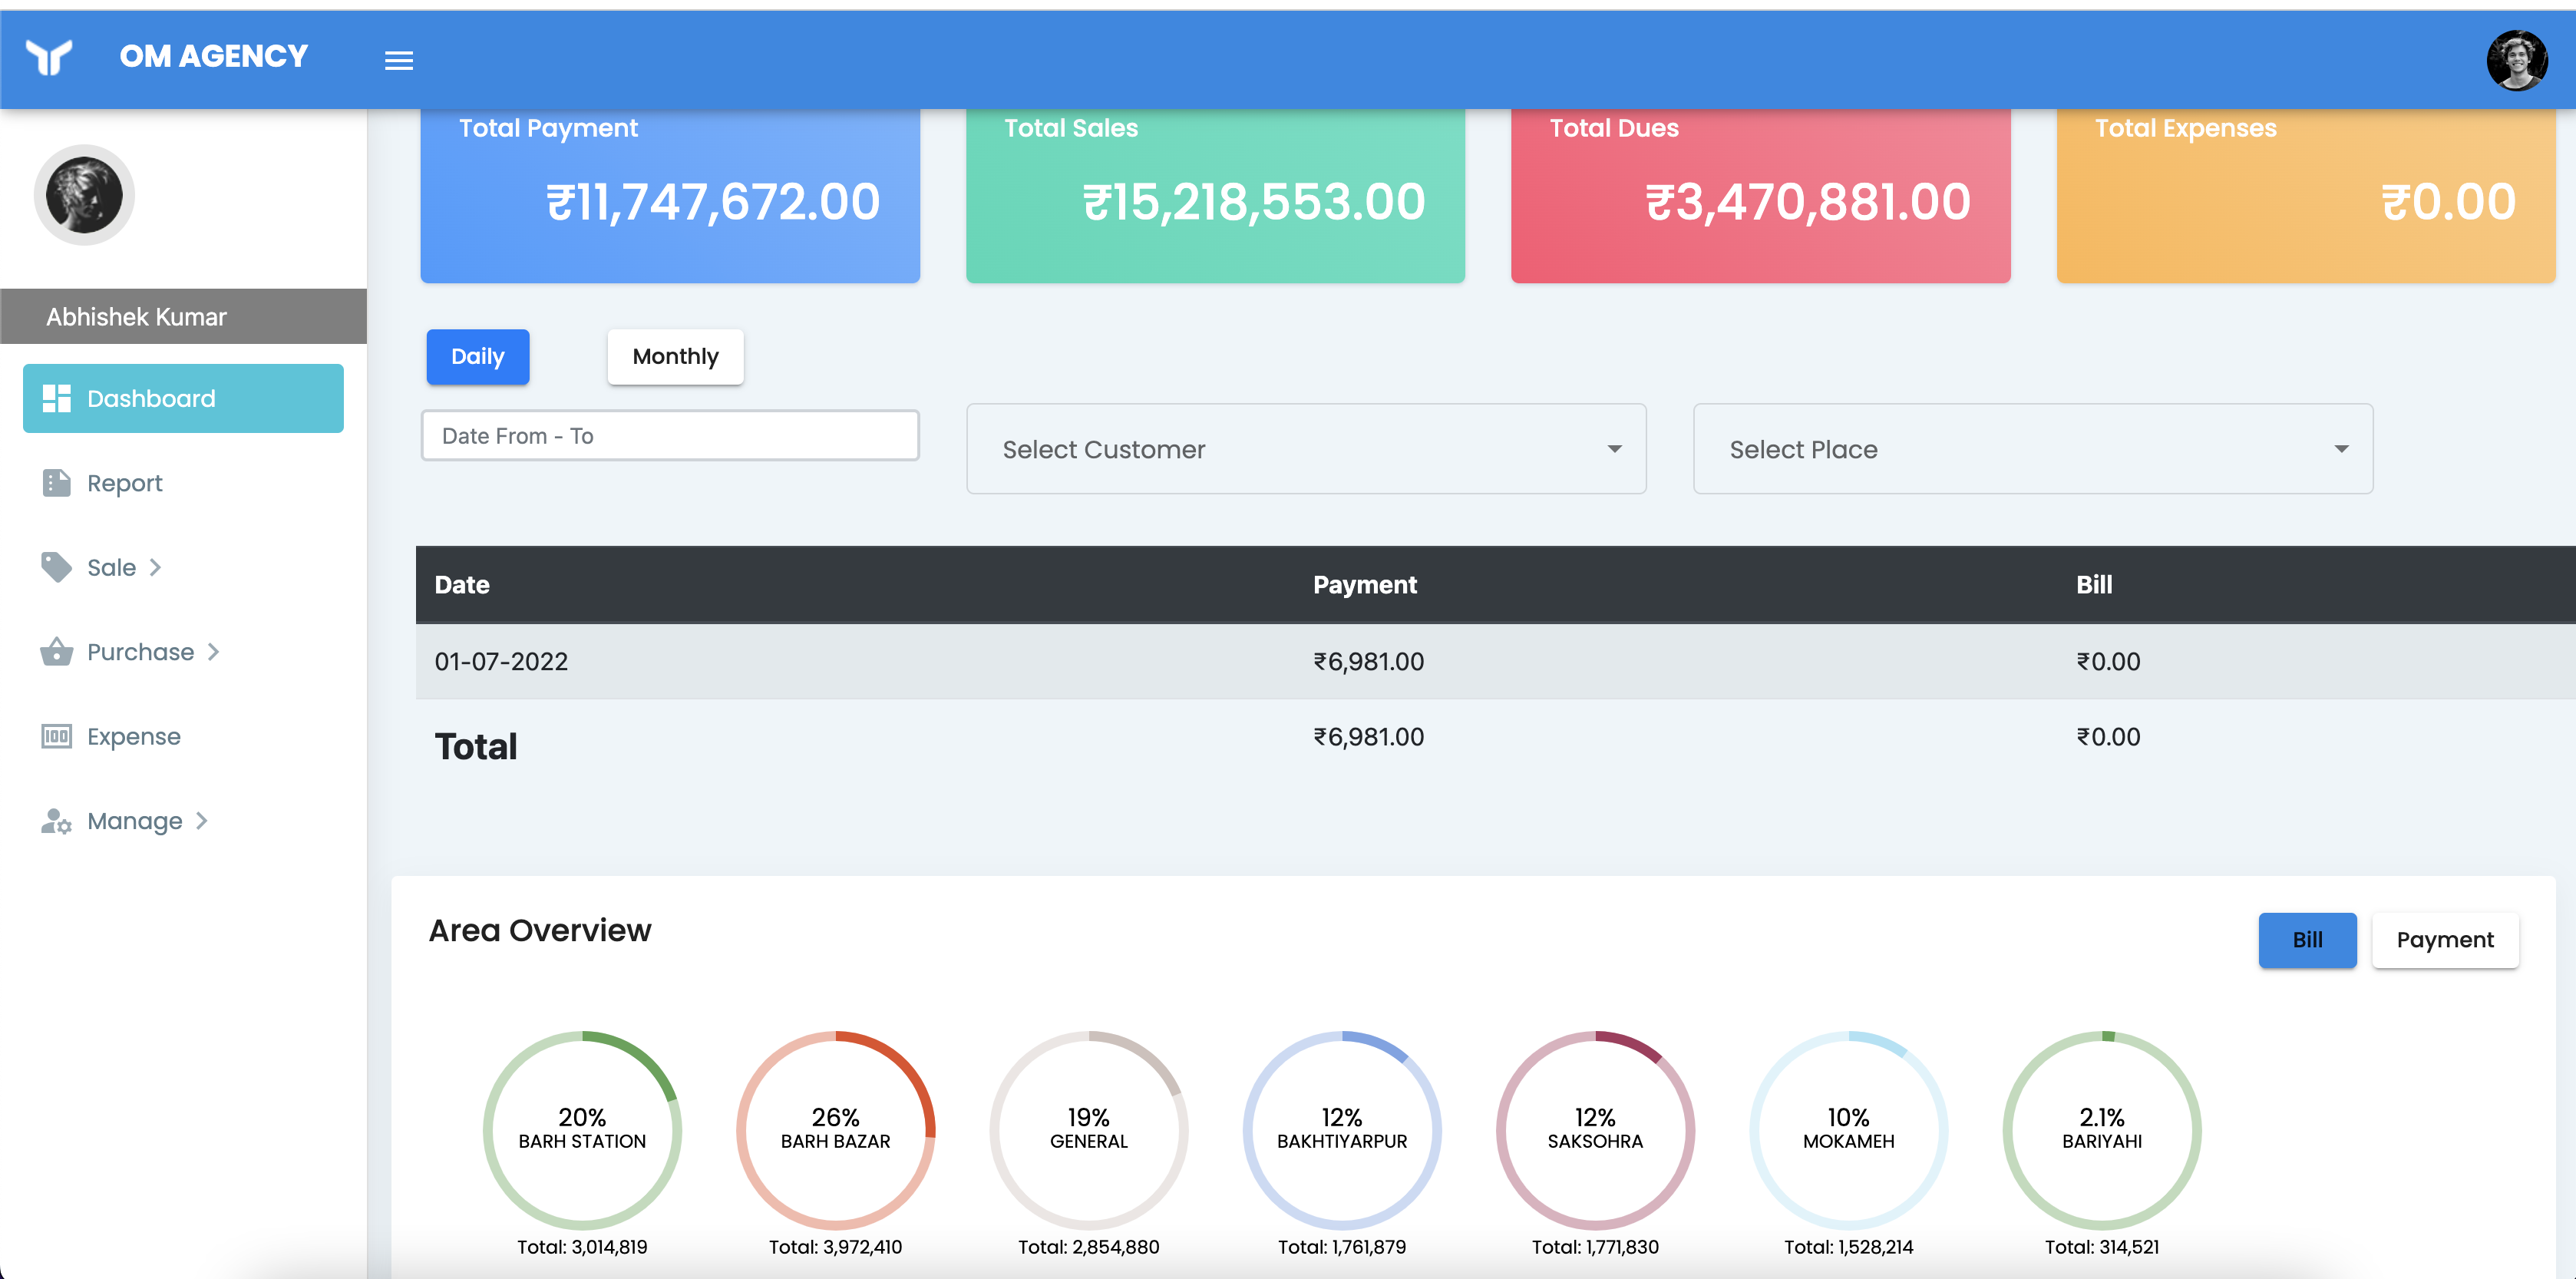 OM AGENCY
Total Payment
₹11,747,672.00
Total Sales
₹15,218,553.00
Total Dues
₹3,470,881.00
Total Expenses
₹0.00
Abhishek Kumar
Dashboard
Report
Sale
Purchase
100 Expense
Manage
Daily Monthly
Date From - To Select Customer Select Place
Date Payment Bill
01-07-2022 ₹6,981.00 ₹0.00
Total ₹6,981.00 ₹0.00
Area Overview
Bill Payment
20%
BARH STATION
Total: 3,014,819
26%
BARH BAZAR
Total: 3,972,410
19%
GENERAL
Total: 2,854,880
12%
BAKHTIYARPUR
Total: 1,761,879
12%
SAKSOHRA
Total: 1,771,830
10%
MOKAMEH
Total: 1,528,214
2.1%
BARIYAHI
Total: 314,521